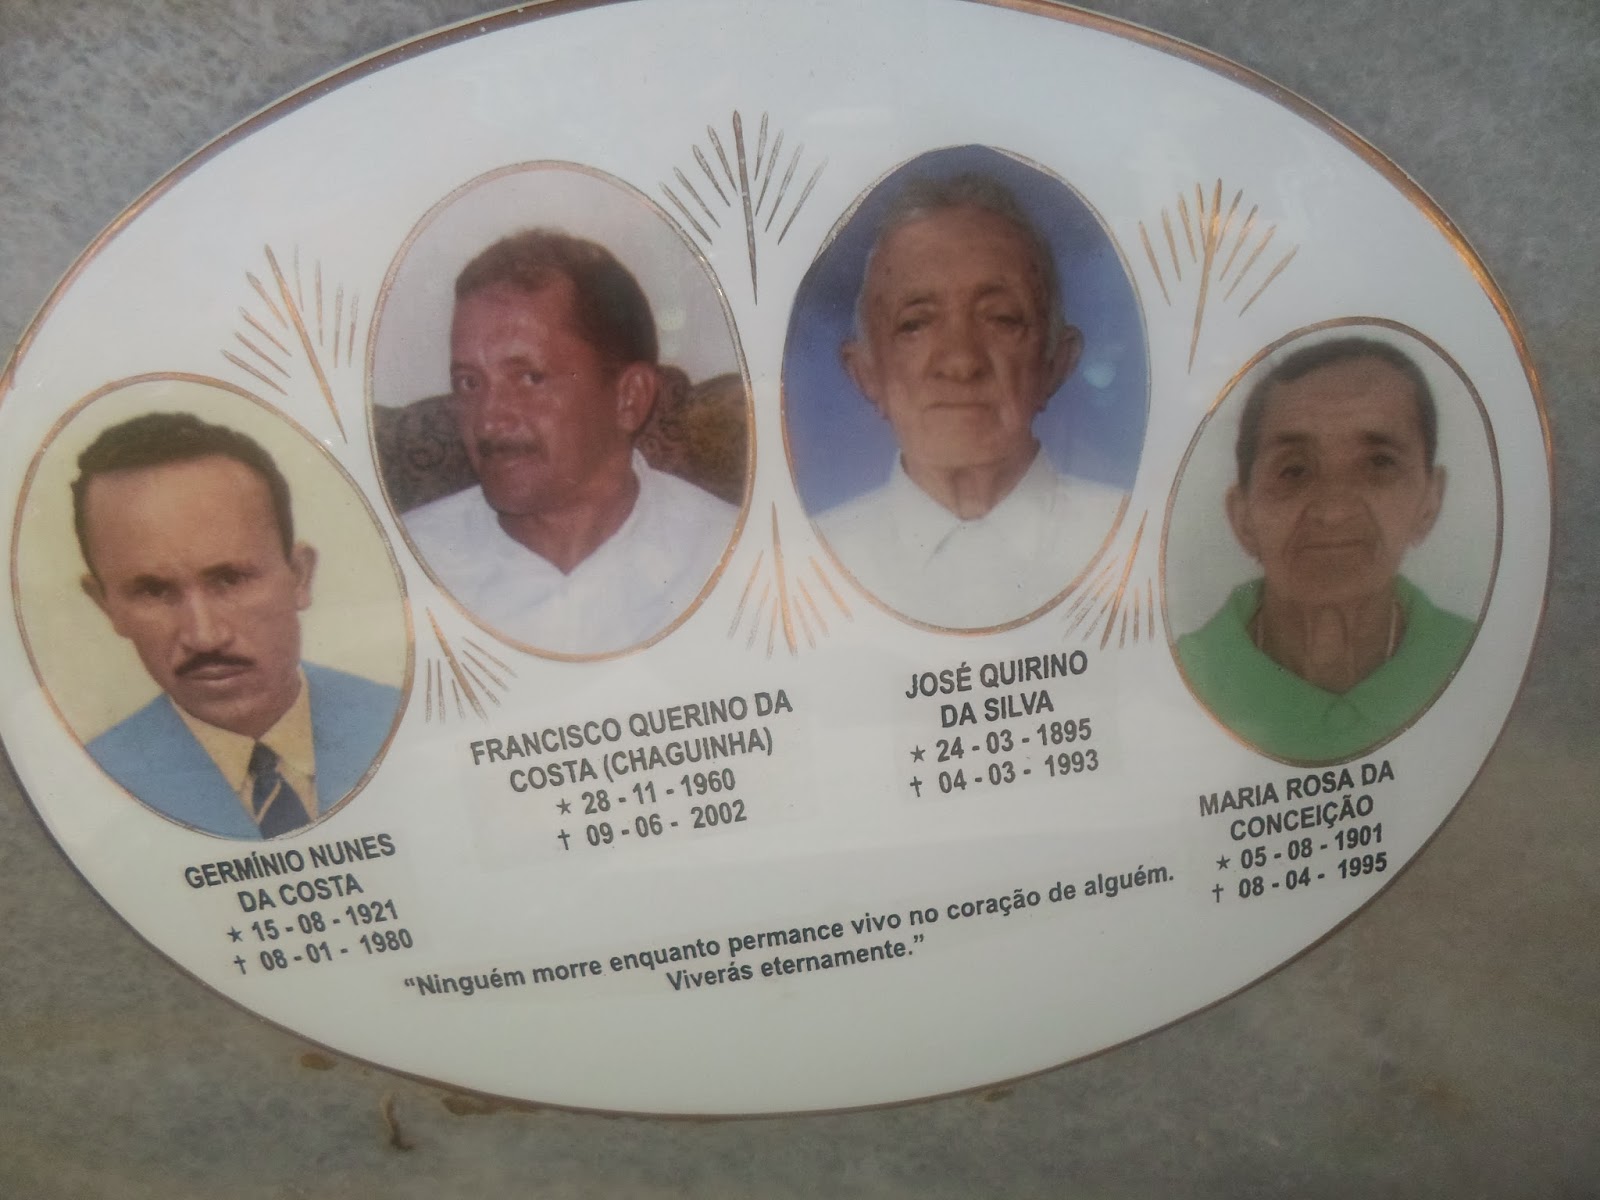 GERMÍNIO NUNES
DA COSTA
★ 15 - 08 - 1921
† 08 - 01 - 1980
FRANCISCO QUERINO DA
COSTA (CHAGUINHA)
★ 28 - 11 - 1960
† 09 - 06 - 2002
JOSÉ QUIRINO
DA SILVA
★ 24 - 03 - 1895
† 04 - 03 - 1993
MARIA ROSA DA
CONCEIÇÃO
★ 05 - 08 - 1901
† 08 - 04 - 1995
“Ninguém morre enquanto permance vivo no coração de alguém.
Viverás eternamente.”